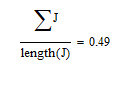 ∑J
length(J) = 0.49